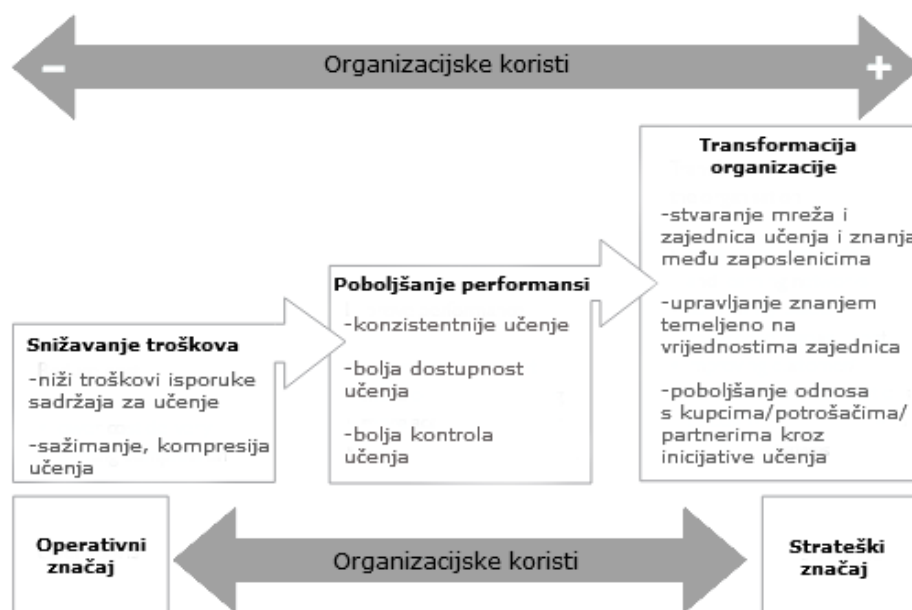 − Organizacijske koristi +
Transformacija
organizacije
-stvaranje mreža i
zajednica učenja i znanja
među zaposlenicima
-upravljanje znanjem
temeljeno na
vrijednostima zajednica
-poboljšanje odnosa
s kupcima/potrošačima/
partnerima kroz
inicijative učenja
Poboljšanje performansi
-konzistentnije učenje
-bolja dostupnost
učenja
-bolja kontrola
učenja
Snižavanje troškova
-niži troškovi isporuke
sadržaja za učenje
-sažimanje, kompresija
učenja
Operativni
značaj
Organizacijske koristi
Strateški
značaj